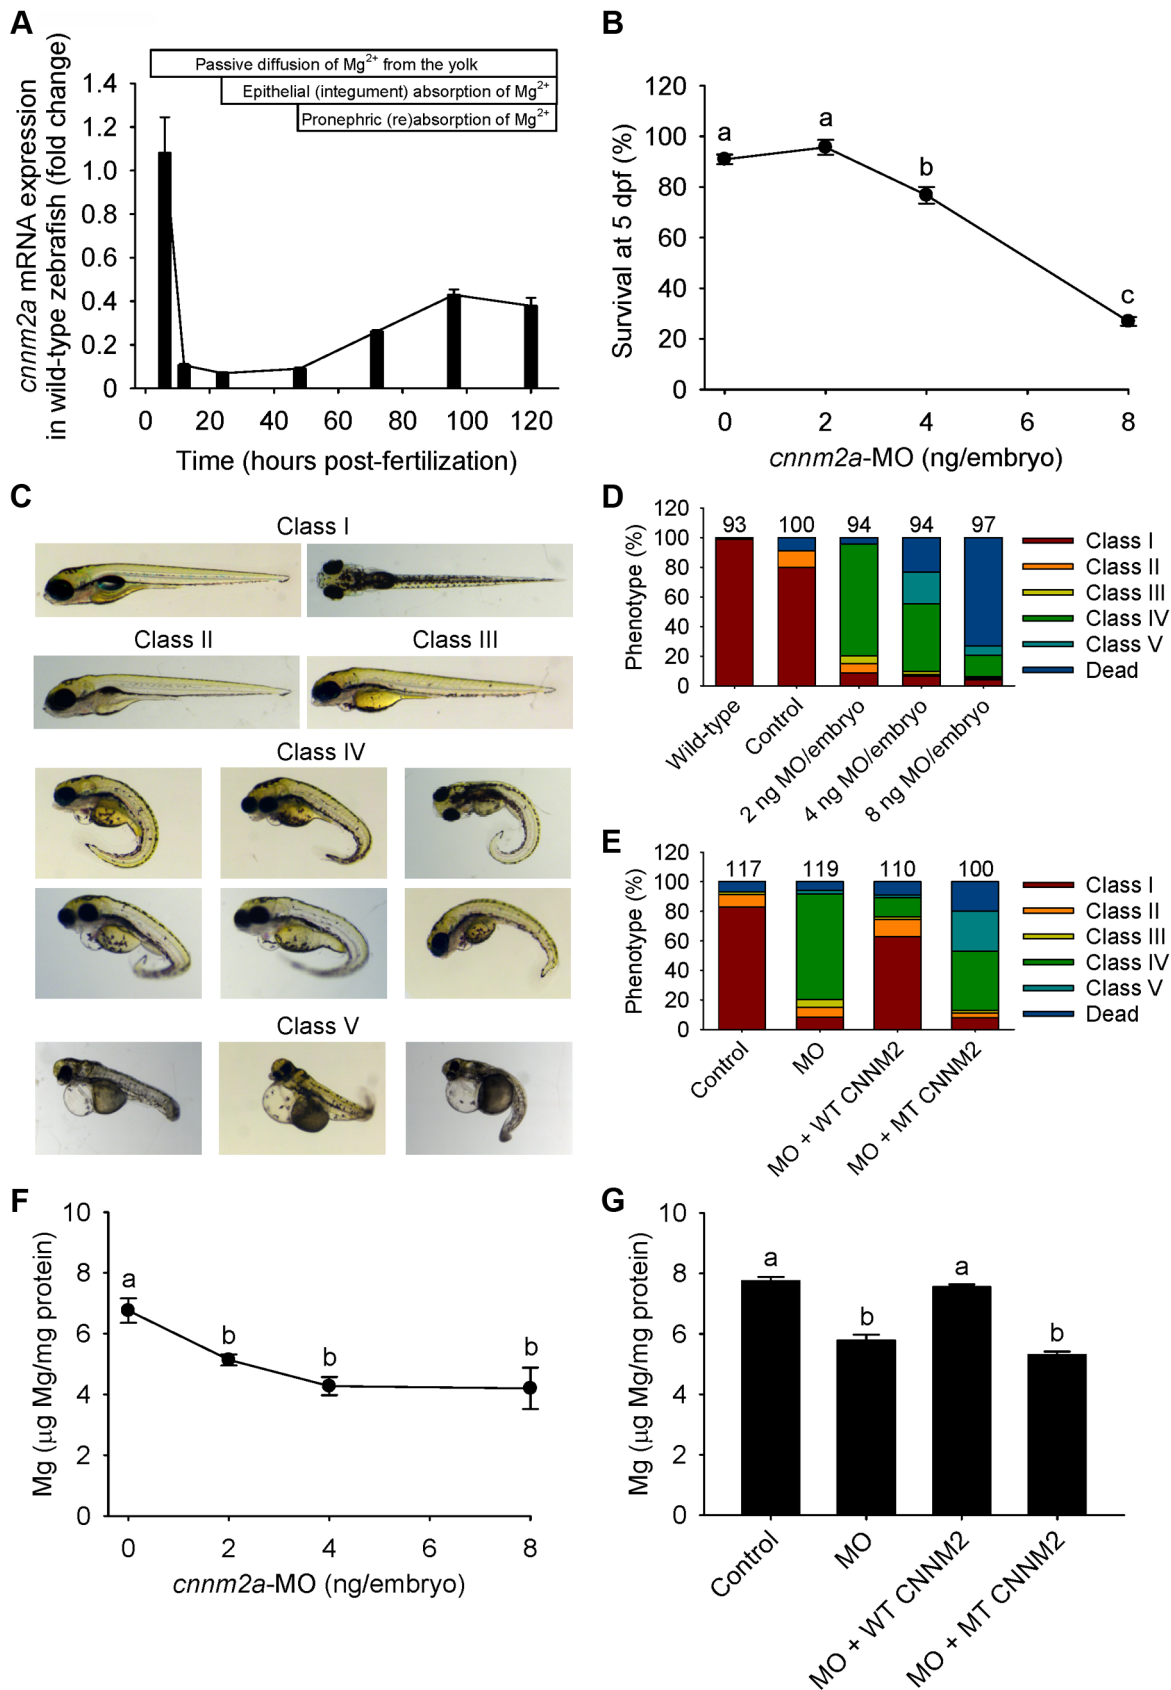 A
Passive diffusion of Mg2+ from the yolk
Epithelial (integument) absorption of Mg2+
Pronephric (re)absorption of Mg2+
cnnm2a mRNA expression
in wild-type zebrafish (fold change)
1.4
1.2
1.0
0.8
0.6
0.4
0.2
0
0 20 40 60 80 100 120
Time (hours post-fertilization)
B
Survival at 5 dpf (%)
120
100
80
60
40
20
0
a
a
b
c
0 2 4 6 8
cnnm2a-MO (ng/embryo)
C
Class I
Class II
Class III
Class IV
Class V
D
Phenotype (%)
120
100
80
60
40
20
0
93 100 94 94 97
Wild-type
Control
2 ng MO/embryo
4 ng MO/embryo
8 ng MO/embryo
Class I
Class II
Class III
Class IV
Class V
Dead
E
Phenotype (%)
120
100
80
60
40
20
0
117 119 110 100
Control
MO
MO + WT CNNM2
MO + MT CNNM2
Class I
Class II
Class III
Class IV
Class V
Dead
F
Mg (µg Mg/mg protein)
10
8
6
4
2
0
a
b
b
b
0 2 4 6 8
cnnm2a-MO (ng/embryo)
G
Mg (µg Mg/mg protein)
10
8
6
4
2
0
a
b
a
b
Control
MO
MO + WT CNNM2
MO + MT CNNM2